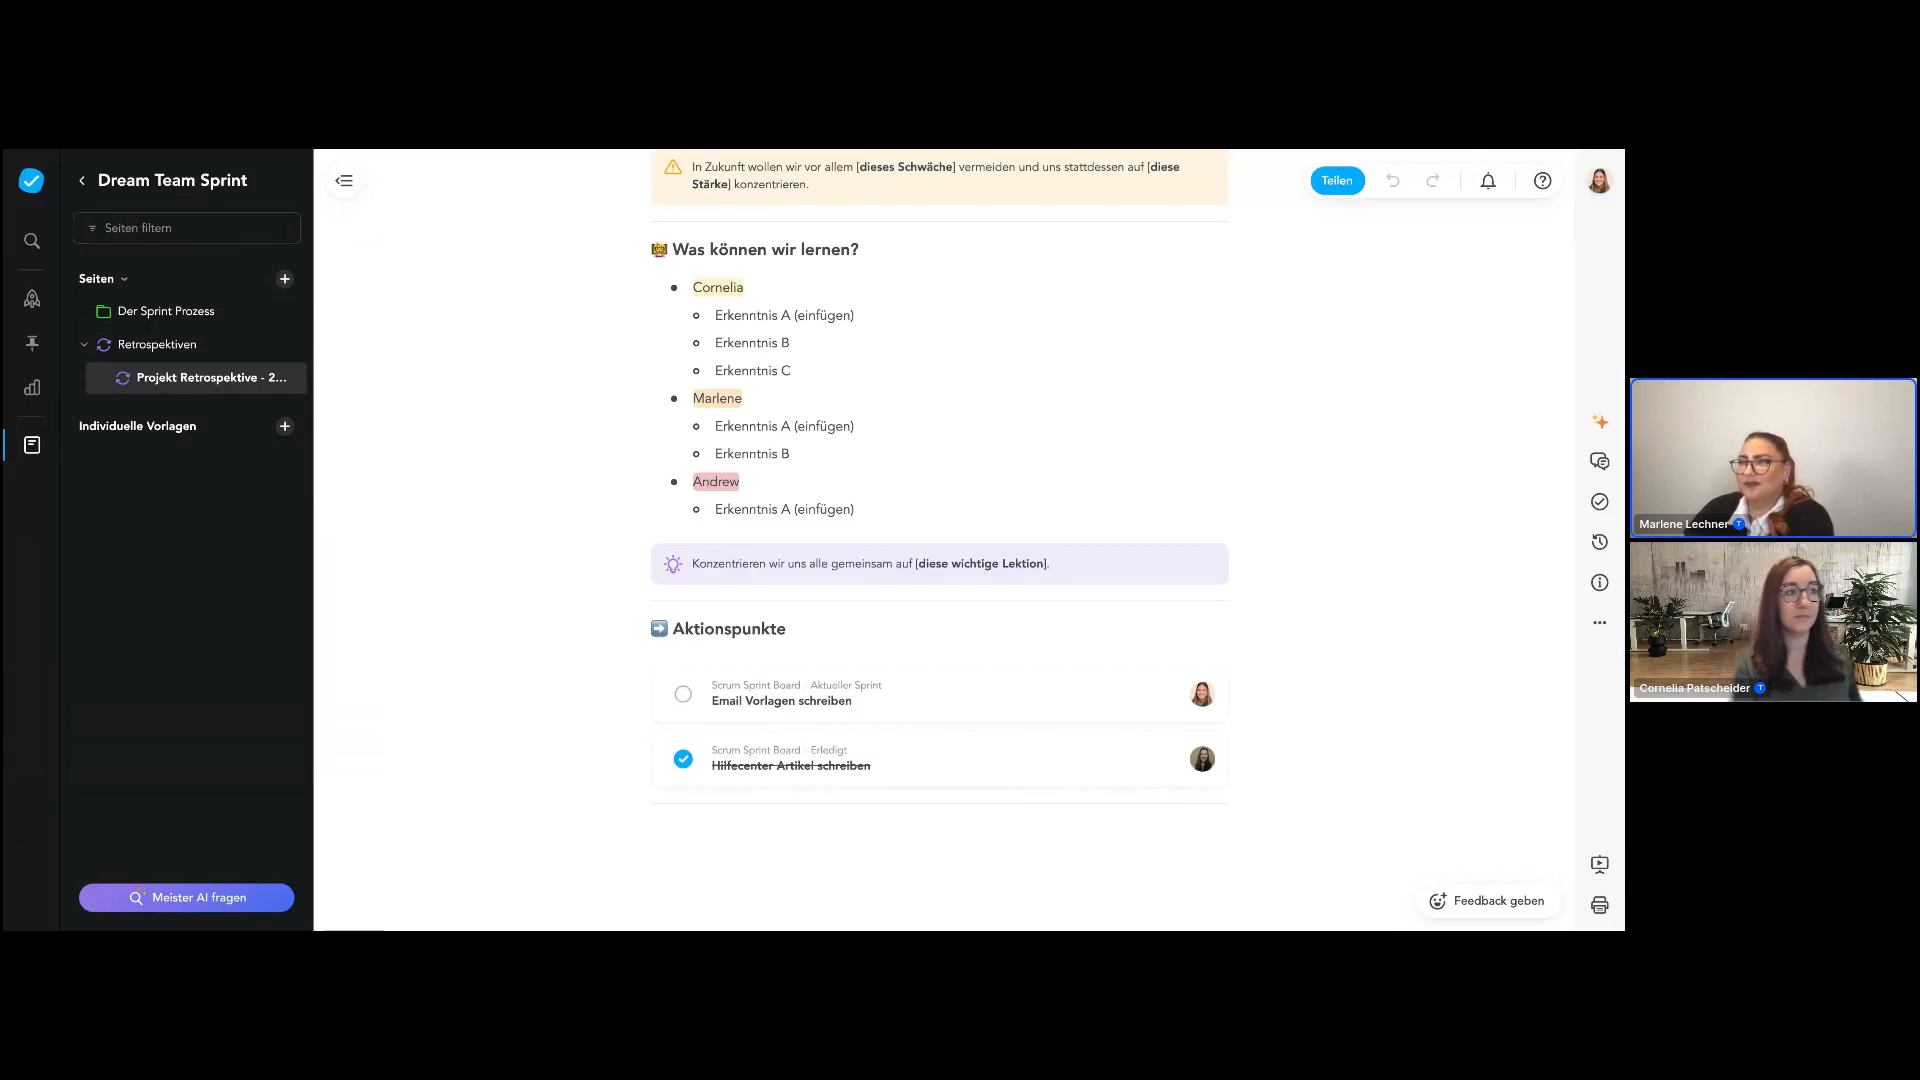 Dream Team Sprint
Seiten filtern
Seiten
Der Sprint Prozess
Retrospektiven
Projekt Retrospektive - 2...
Individuelle Vorlagen
Meister AI fragen
In Zukunft wollen wir vor allem [dieses Schwäche] vermeiden und uns stattdessen auf [diese
Stärke] konzentrieren.
Teilen
Was können wir lernen?
Cornelia
Erkenntnis A (einfügen)
Erkenntnis B
Erkenntnis C
Marlene
Erkenntnis A (einfügen)
Erkenntnis B
Andrew
Erkenntnis A (einfügen)
Konzentrieren wir uns alle gemeinsam auf [diese wichtige Lektion].
Aktionspunkte
Scrum Sprint Board / Aktueller Sprint
Email Vorlagen schreiben
Scrum Sprint Board / Erledigt
Hilfecenter Artikel schreiben
Feedback geben
Marlene Lechner T
Cornelia Patscheider T